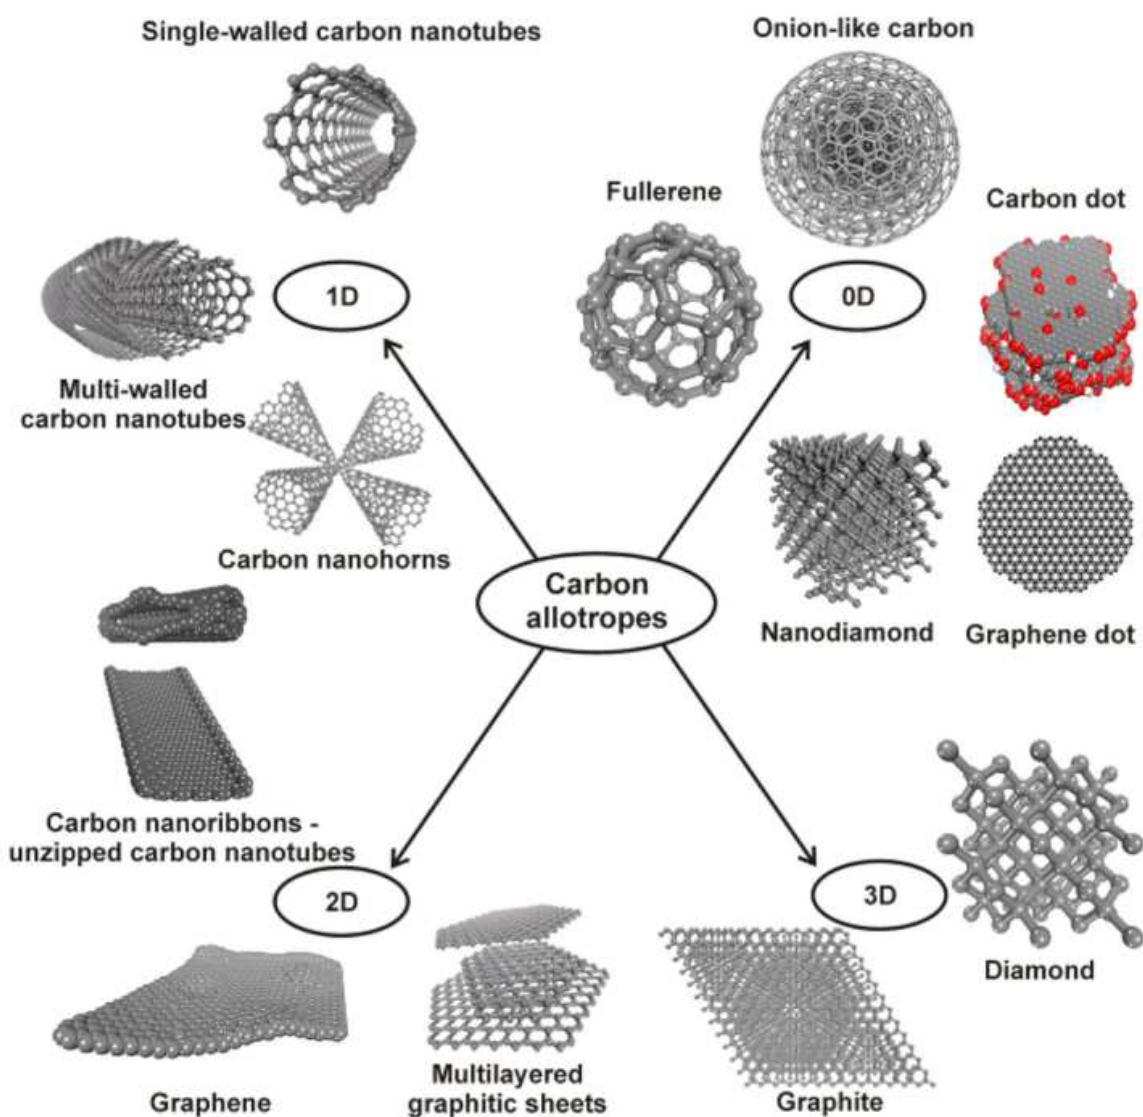 Single-walled carbon nanotubes
Onion-like carbon
Fullerene
Carbon dot
1D
0D
Multi-walled
carbon nanotubes
Carbon nanohorns
Carbon
allotropes
Nanodiamond
Graphene dot
Carbon nanoribbons -
unzipped carbon nanotubes
2D
3D
Diamond
Graphene
Multilayered
graphitic sheets
Graphite